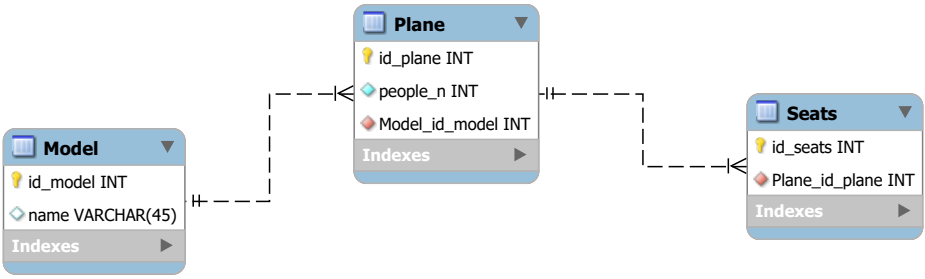 Model
id_model INT
name VARCHAR(45)
Indexes
Plane
id_plane INT
people_n INT
Model_id_model INT
Indexes
Seats
id_seats INT
Plane_id_plane INT
Indexes